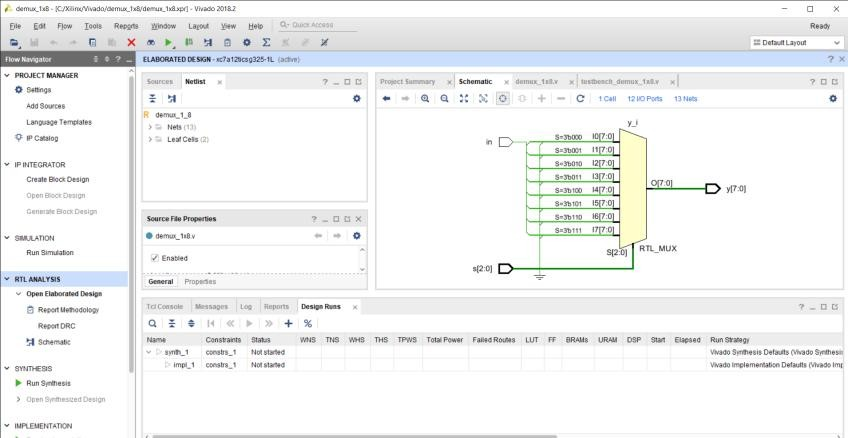 demux_1x8 - [C:/Xilinx/Vivado/demux_1x8/demux_1x8.xpr] - Vivado 2018.2
File Edit Flow Tools Reports Window Layout View Help Q- Quick Access Ready
Default Layout
Flow Navigator
PROJECT MANAGER
Settings
Add Sources
Language Templates
IP Catalog
IP INTEGRATOR
Create Block Design
Open Block Design
Generate Block Design
SIMULATION
Run Simulation
RTL ANALYSIS
Open Elaborated Design
Report Methodology
Report DRC
Schematic
SYNTHESIS
Run Synthesis
Open Synthesized Design
IMPLEMENTATION
ELABORATED DESIGN - xc7a12ticsg325-1L (active)
Sources Netlist
demux_1_8
Nets (13)
Leaf Cells (2)
Source File Properties
demux_1x8.v
Enabled
General Properties
Project Summary Schematic demux_1x8.v testbench_demux_1x8.v
1 Cell 12 I/O Ports 13 Nets
y_i
in
S=3'b000 I0[7:0]
S=3'b001 I1[7:0]
S=3'b010 I2[7:0]
S=3'b011 I3[7:0]
S=3'b100 I4[7:0]
S=3'b101 I5[7:0]
S=3'b110 I6[7:0]
S=3'b111 I7[7:0]
O[7:0]
y[7:0]
S[2:0]
RTL_MUX
s[2:0]
Tcl Console Messages Log Reports Design Runs
Name Constraints Status WNS TNS WHS THS TPWS Total Power Failed Routes LUT FF BRAMs URAM DSP Start Elapsed Run Strategy
synth_1 constrs_1 Not started Vivado Synthesis Defaults (Vivado Synthesis
impl_1 constrs_1 Not started Vivado Implementation Defaults (Vivado Imp